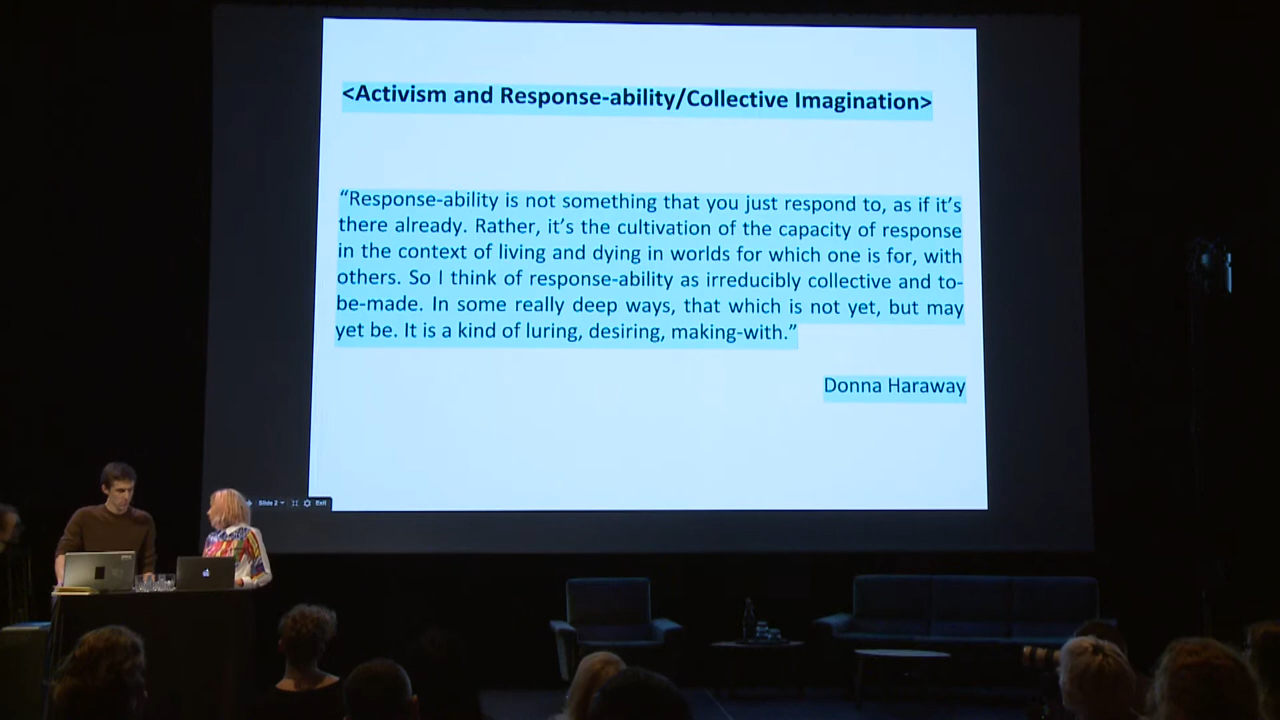 <Activism and Response-ability/Collective Imagination>
“Response-ability is not something that you just respond to, as if it’s
there already. Rather, it’s the cultivation of the capacity of response
in the context of living and dying in worlds for which one is for, with
others. So I think of response-ability as irreducibly collective and to-
be-made. In some really deep ways, that which is not yet, but may
yet be. It is a kind of luring, desiring, making-with.”
Donna Haraway
Slide 2 Exit